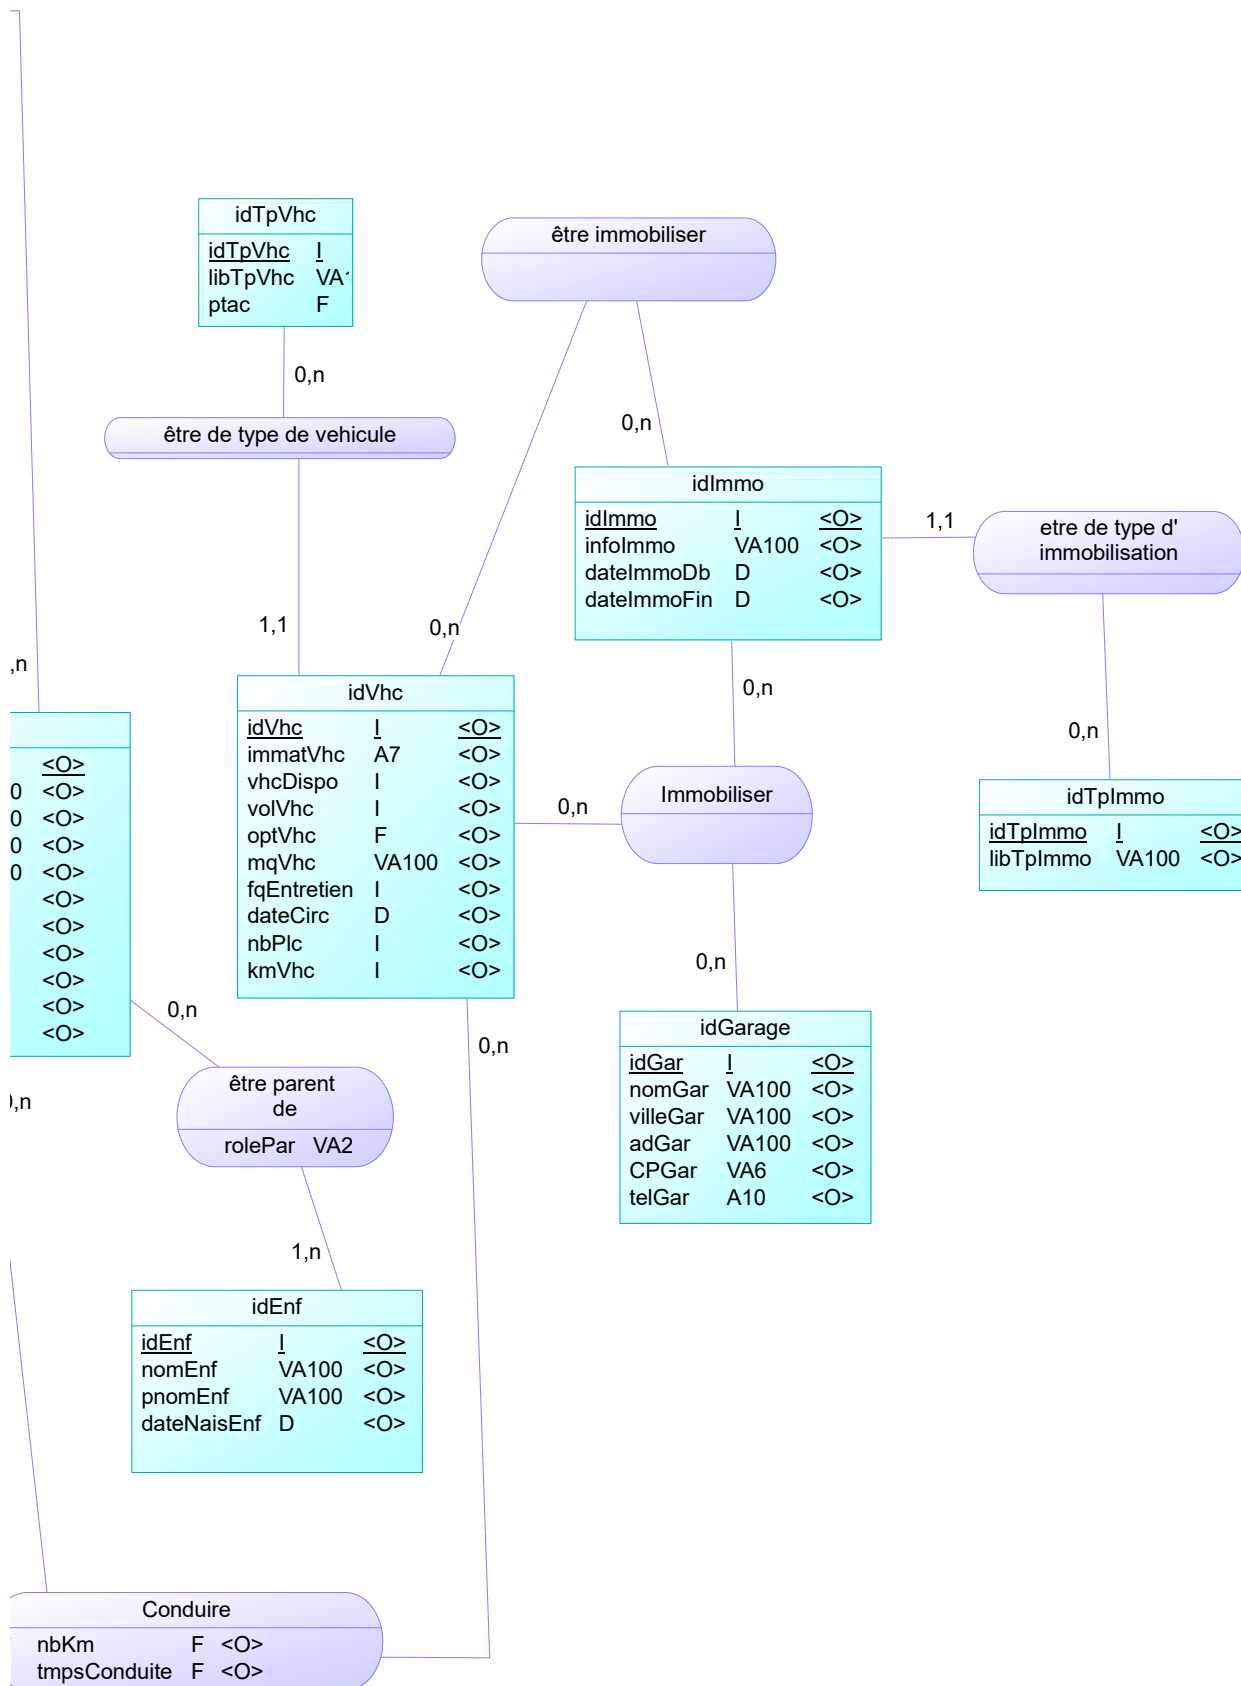 idTpVhc
idTpVhc I
libTpVhc
ptac F
0,n
être de type de vehicule
1,1
être immobiliser
0,n
0,n
idImmo
idImmo I <O>
infoImmo VA100 <O>
dateImmoDb D <O>
dateImmoFin D <O>
1,1
etre de type d'
immobilisation
0,n
idTpImmo
idTpImmo I <O>
libTpImmo VA100 <O>
,n
<O>
0 <O>
0 <O>
0 <O>
0 <O>
<O>
<O>
<O>
<O>
<O>
<O>
idVhc
idVhc I <O>
immatVhc A7 <O>
vhcDispo I <O>
volVhc I <O>
optVhc F <O>
mqVhc VA100 <O>
fqEntretien I <O>
dateCirc D <O>
nbPlc I <O>
kmVhc I <O>
0,n
0,n
Immobiliser
0,n
idGarage
idGar I <O>
nomGar VA100 <O>
villeGar VA100 <O>
adGar VA100 <O>
CPGar VA6 <O>
telGar A10 <O>
0,n
0,n
,n
être parent
de
rolePar VA2
1,n
idEnf
idEnf I <O>
nomEnf VA100 <O>
pnomEnf VA100 <O>
dateNaisEnf D <O>
Conduire
nbKm F <O>
tmpsConduite F <O>